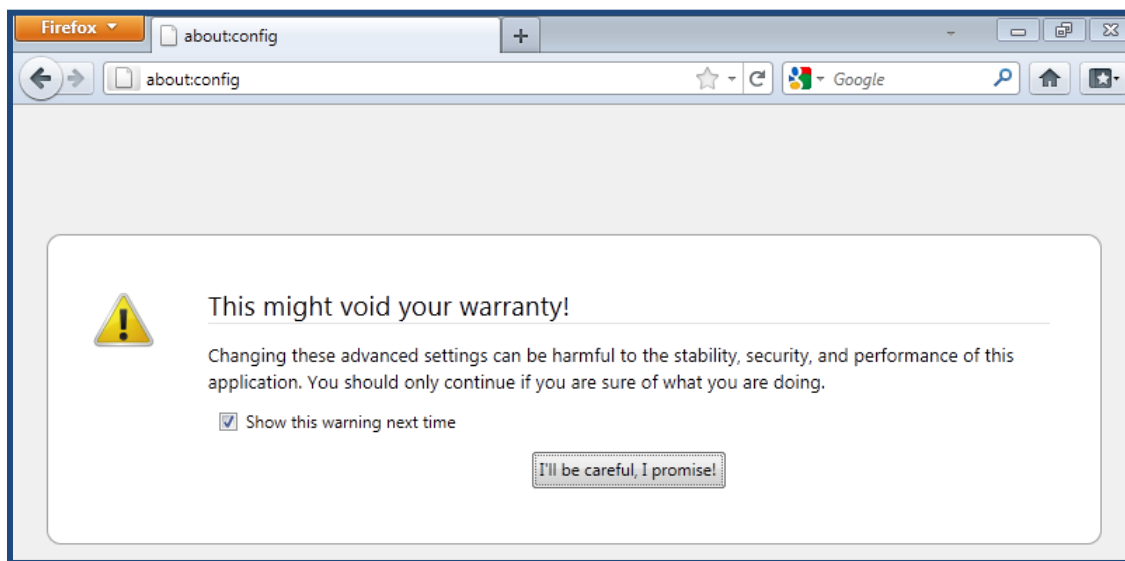 Firefox
about:config
about:config
Google
This might void your warranty!
Changing these advanced settings can be harmful to the stability, security, and performance of this
application. You should only continue if you are sure of what you are doing.
Show this warning next time
I'll be careful, I promise!